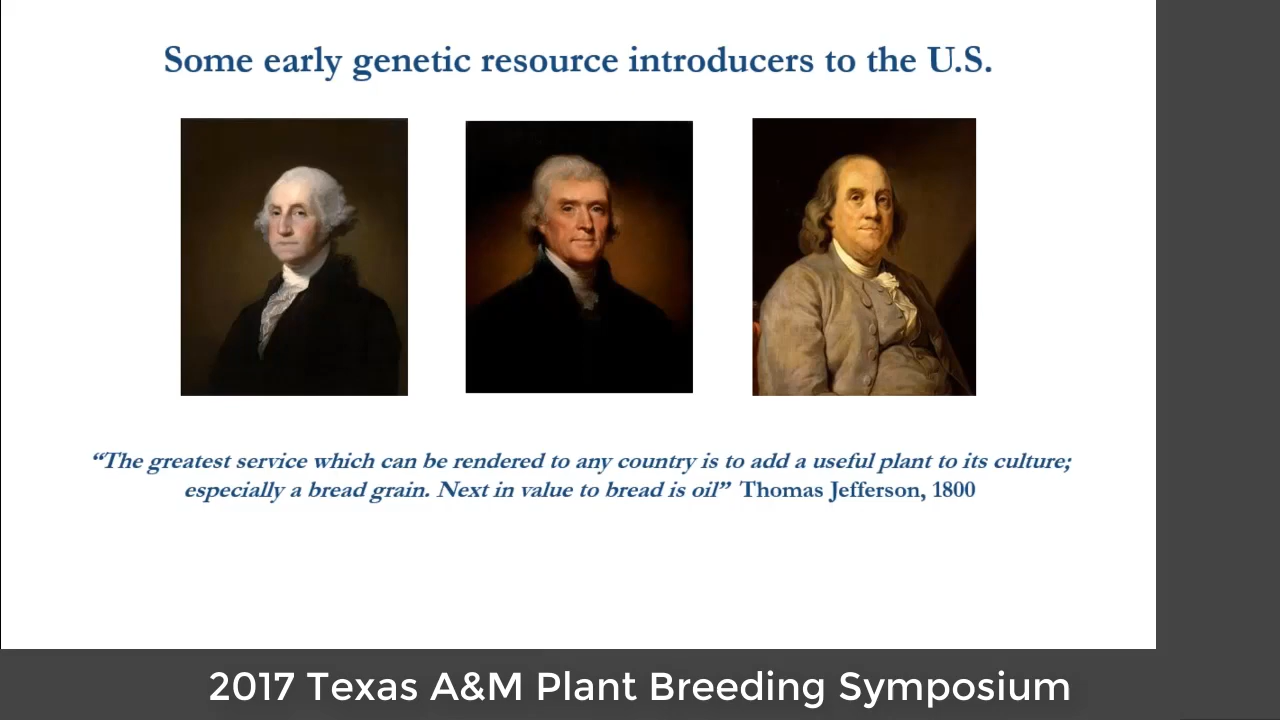 Some early genetic resource introducers to the U.S.
“The greatest service which can be rendered to any country is to add a useful plant to its culture;
especially a bread grain. Next in value to bread is oil” Thomas Jefferson, 1800
2017 Texas A&M Plant Breeding Symposium